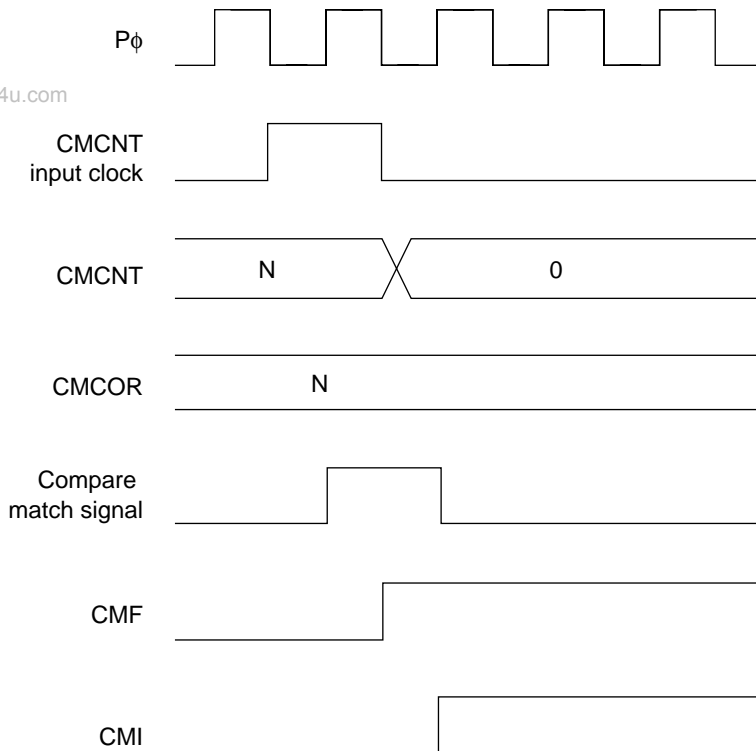 Pϕ
4u.com
CMCNT
input clock
CMCNT
N
0
CMCOR
N
Compare
match signal
CMF
CMI